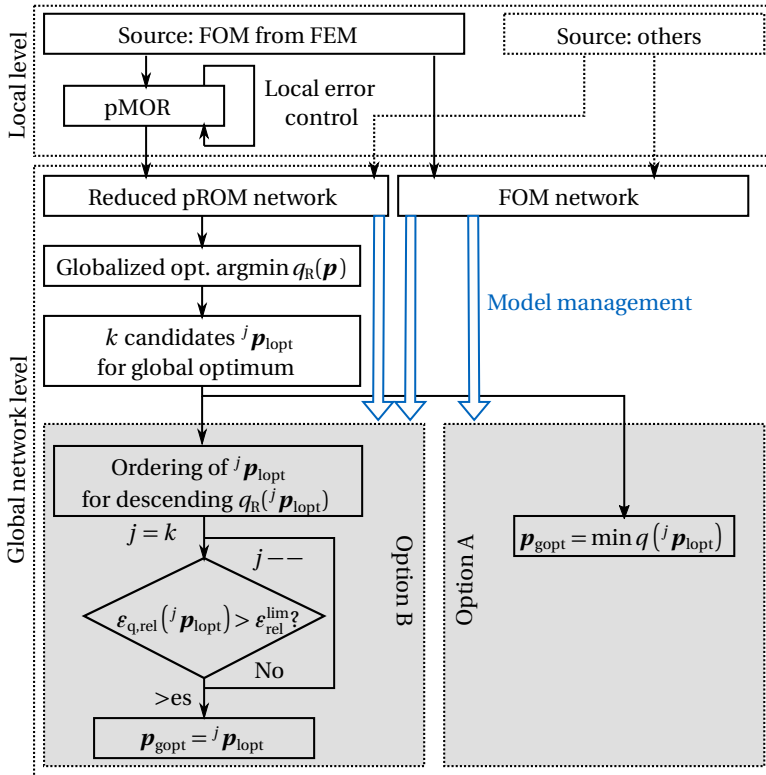 Local level
Source: FOM from FEM
Source: others
pMOR
Local error
control
Global network level
Reduced pROM network
FOM network
Globalized opt. argmin q_R(p)
Model management
k candidates ^j p_lopt
for global optimum
Ordering of ^j p_lopt
for descending q_R(^j p_lopt)
j = k
j −−
Option B
Option A
p_gopt = min q (^j p_lopt)
ε_q,rel (^j p_lopt) > ε_rel^lim?
No
>es
p_gopt = ^j p_lopt